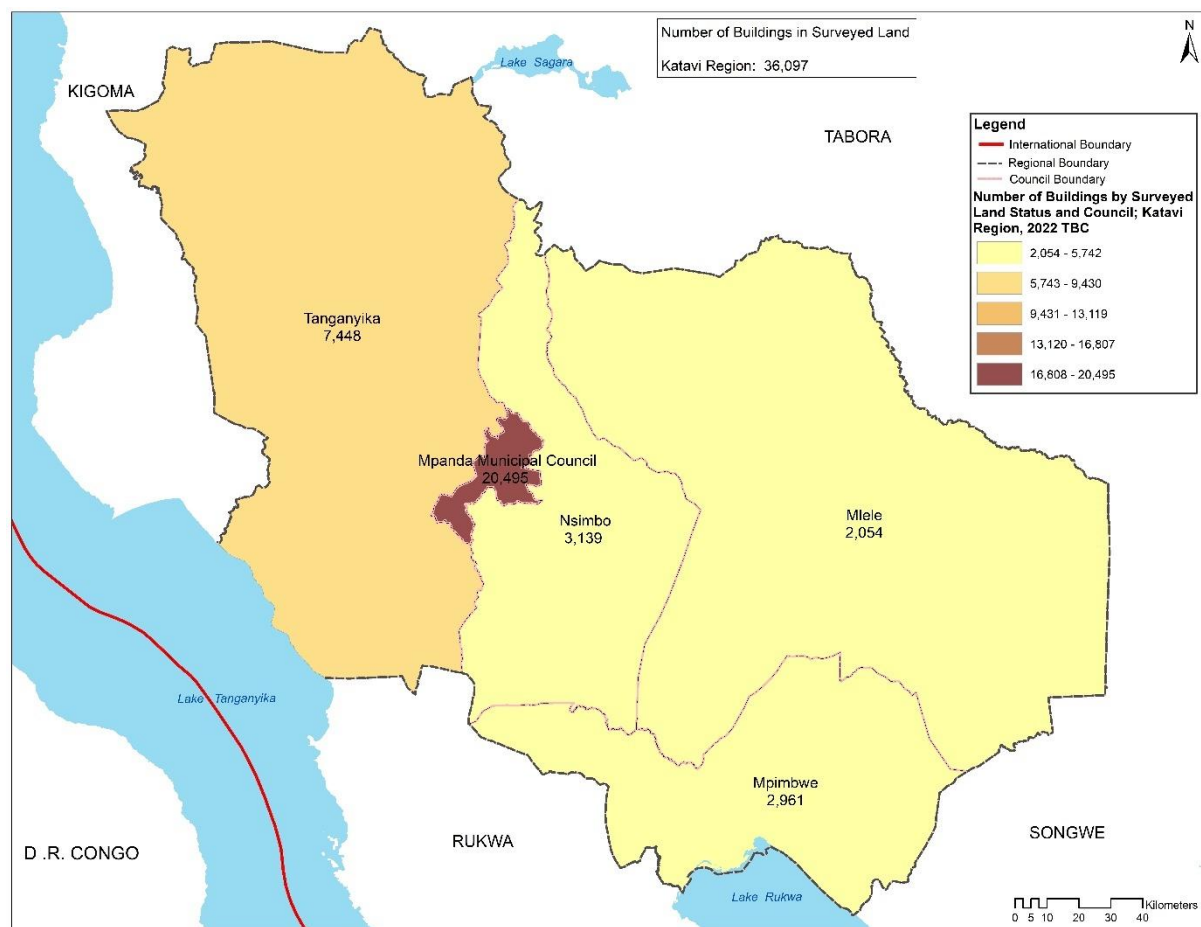 Number of Buildings in Surveyed Land
Katavi Region: 36,097
N
Lake Sagara
KIGOMA
TABORA
Legend
International Boundary
Regional Boundary
Council Boundary
Number of Buildings by Surveyed
Land Status and Council; Katavi
Region, 2022 TBC
2,054 - 5,742
5,743 - 9,430
9,431 - 13,119
13,120 - 16,807
16,808 - 20,495
Tanganyika
7,448
Mpanda Municipal Council
20,495
Nsimbo
3,139
Mlele
2,054
Lake Tanganyika
Mpimbwe
2,961
D .R. CONGO
RUKWA
SONGWE
Lake Rukwa
Kilometers
0 5 10 20 30 40